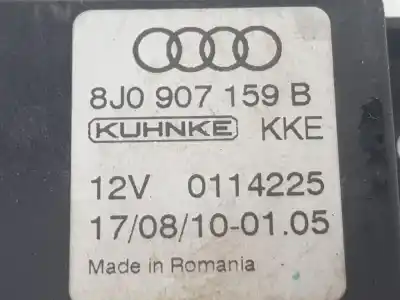 8J0 907 159 B
KUHNKE KKE
12V 0114225
17/08/10-01.05
Made in Romania